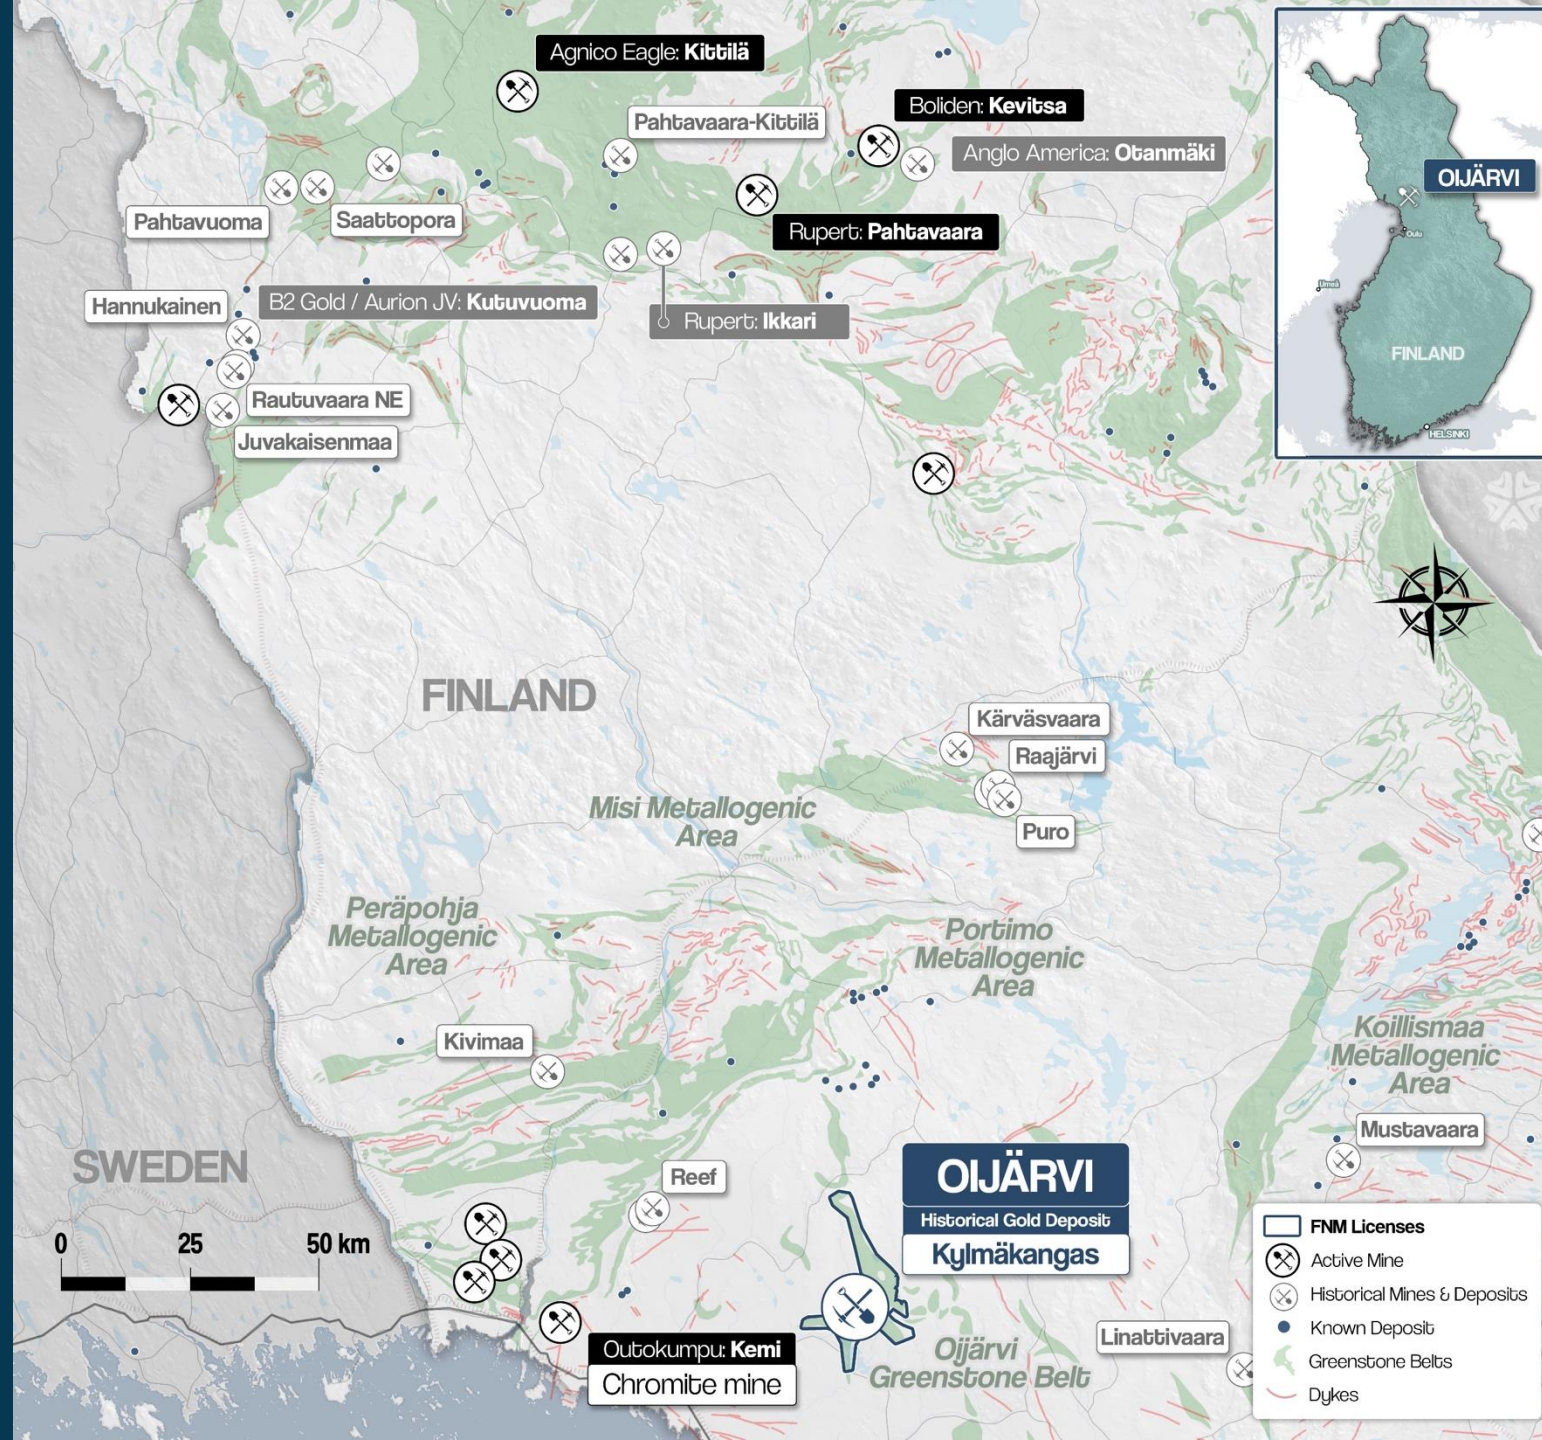 Agnico Eagle: Kittilä
Boliden: Kevitsa
Pahtavaara-Kittilä
Anglo America: Otanmäki
OIJÄRVI
Pahtavuoma
Saattopora
Rupert: Pahtavaara
Oulu
Umeå
Hannukainen
B2 Gold / Aurion JV: Kutuvuoma
Rupert: Ikkari
FINLAND
Rautuvaara NE
Juvakaisenmaa
HELSINKI
FINLAND
Kärväsvaara
Raajärvi
Puro
Misi Metallogenic
Area
Peräpohja
Metallogenic
Area
Portimo
Metallogenic
Area
Koillismaa
Metallogenic
Area
Kivimaa
Mustavaara
SWEDEN
Reef
OIJÄRVI
Historical Gold Deposit
Kylmäkangas
0 25 50 km
FNM Licenses
Active Mine
Historical Mines & Deposits
Known Deposit
Greenstone Belts
Dykes
Linattivaara
Oijärvi
Greenstone Belt
Outokumpu: Kemi
Chromite mine